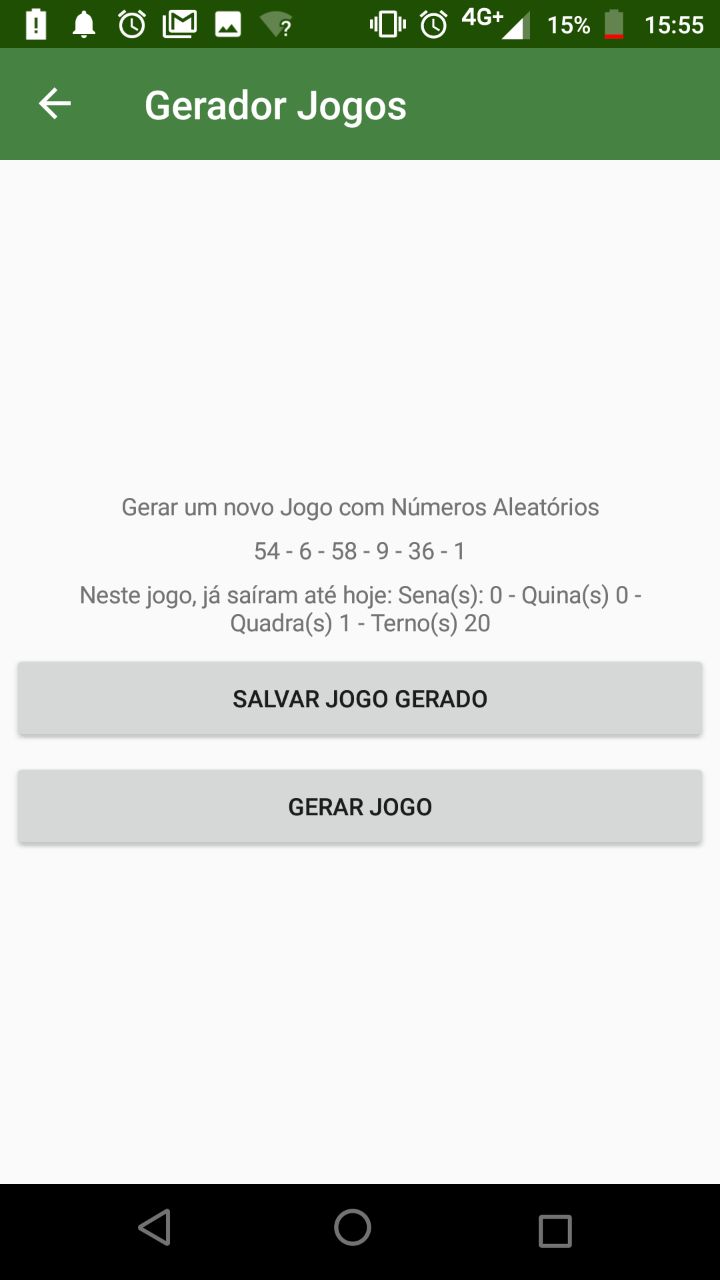 4G+ 15% 15:55
Gerador Jogos
Gerar um novo Jogo com Números Aleatórios
54 - 6 - 58 - 9 - 36 - 1
Neste jogo, já saíram até hoje: Sena(s): 0 - Quina(s) 0 -
Quadra(s) 1 - Terno(s) 20
SALVAR JOGO GERADO
GERAR JOGO